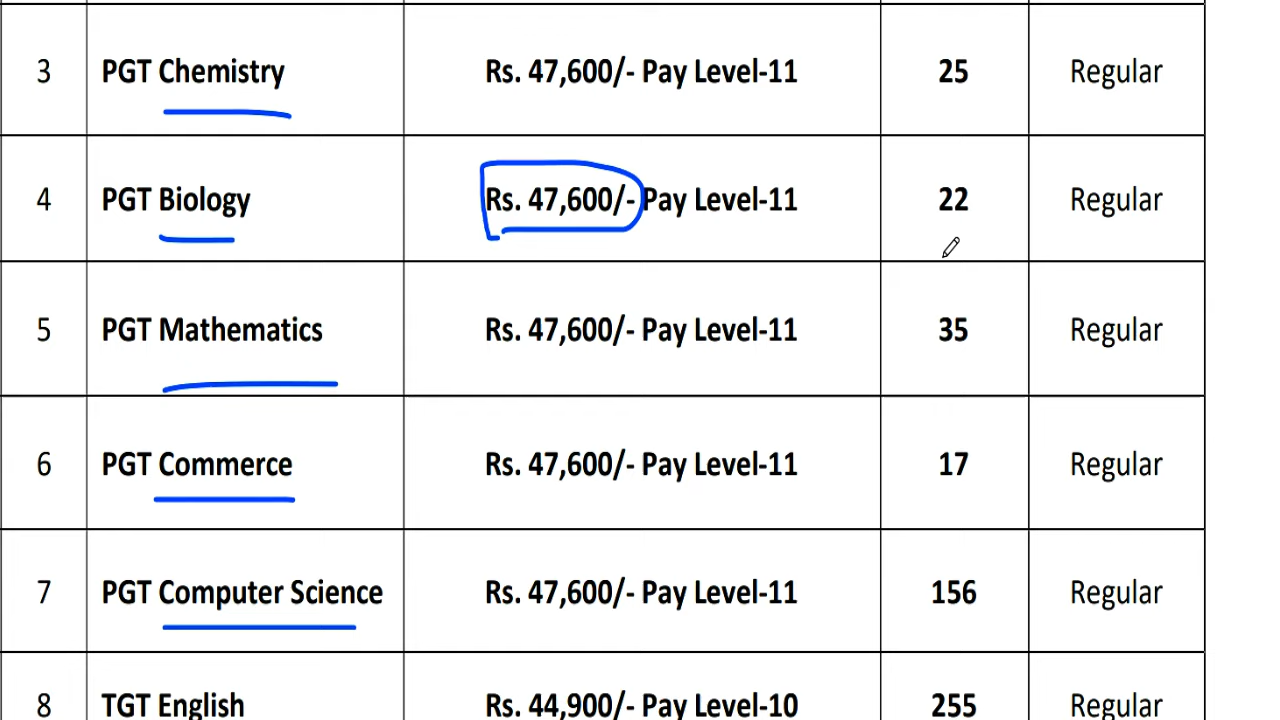 3 PGT Chemistry Rs. 47,600/- Pay Level-11 25 Regular
4 PGT Biology Rs. 47,600/- Pay Level-11 22 Regular
5 PGT Mathematics Rs. 47,600/- Pay Level-11 35 Regular
6 PGT Commerce Rs. 47,600/- Pay Level-11 17 Regular
7 PGT Computer Science Rs. 47,600/- Pay Level-11 156 Regular
8 TGT English Rs. 44,900/- Pay Level-10 255 Regular